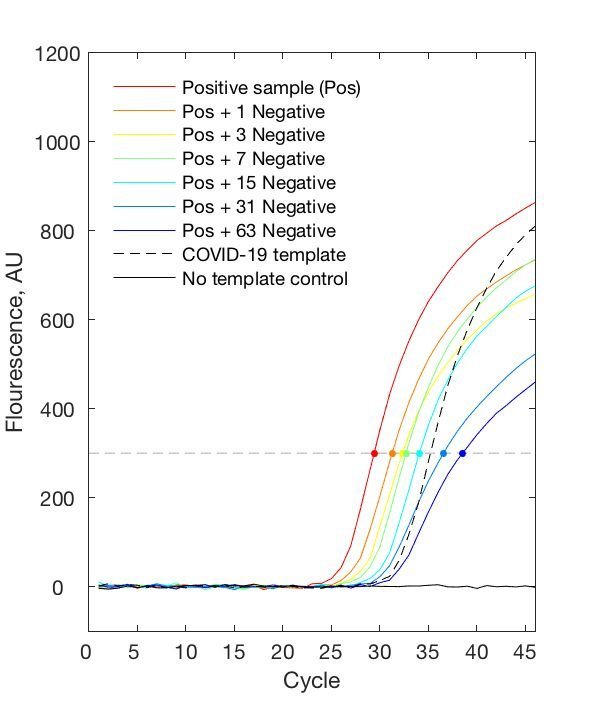 1200
1000
800
600
400
200
0
Flourescence, AU
Positive sample (Pos)
Pos + 1 Negative
Pos + 3 Negative
Pos + 7 Negative
Pos + 15 Negative
Pos + 31 Negative
Pos + 63 Negative
COVID-19 template
No template control
0 5 10 15 20 25 30 35 40 45
Cycle